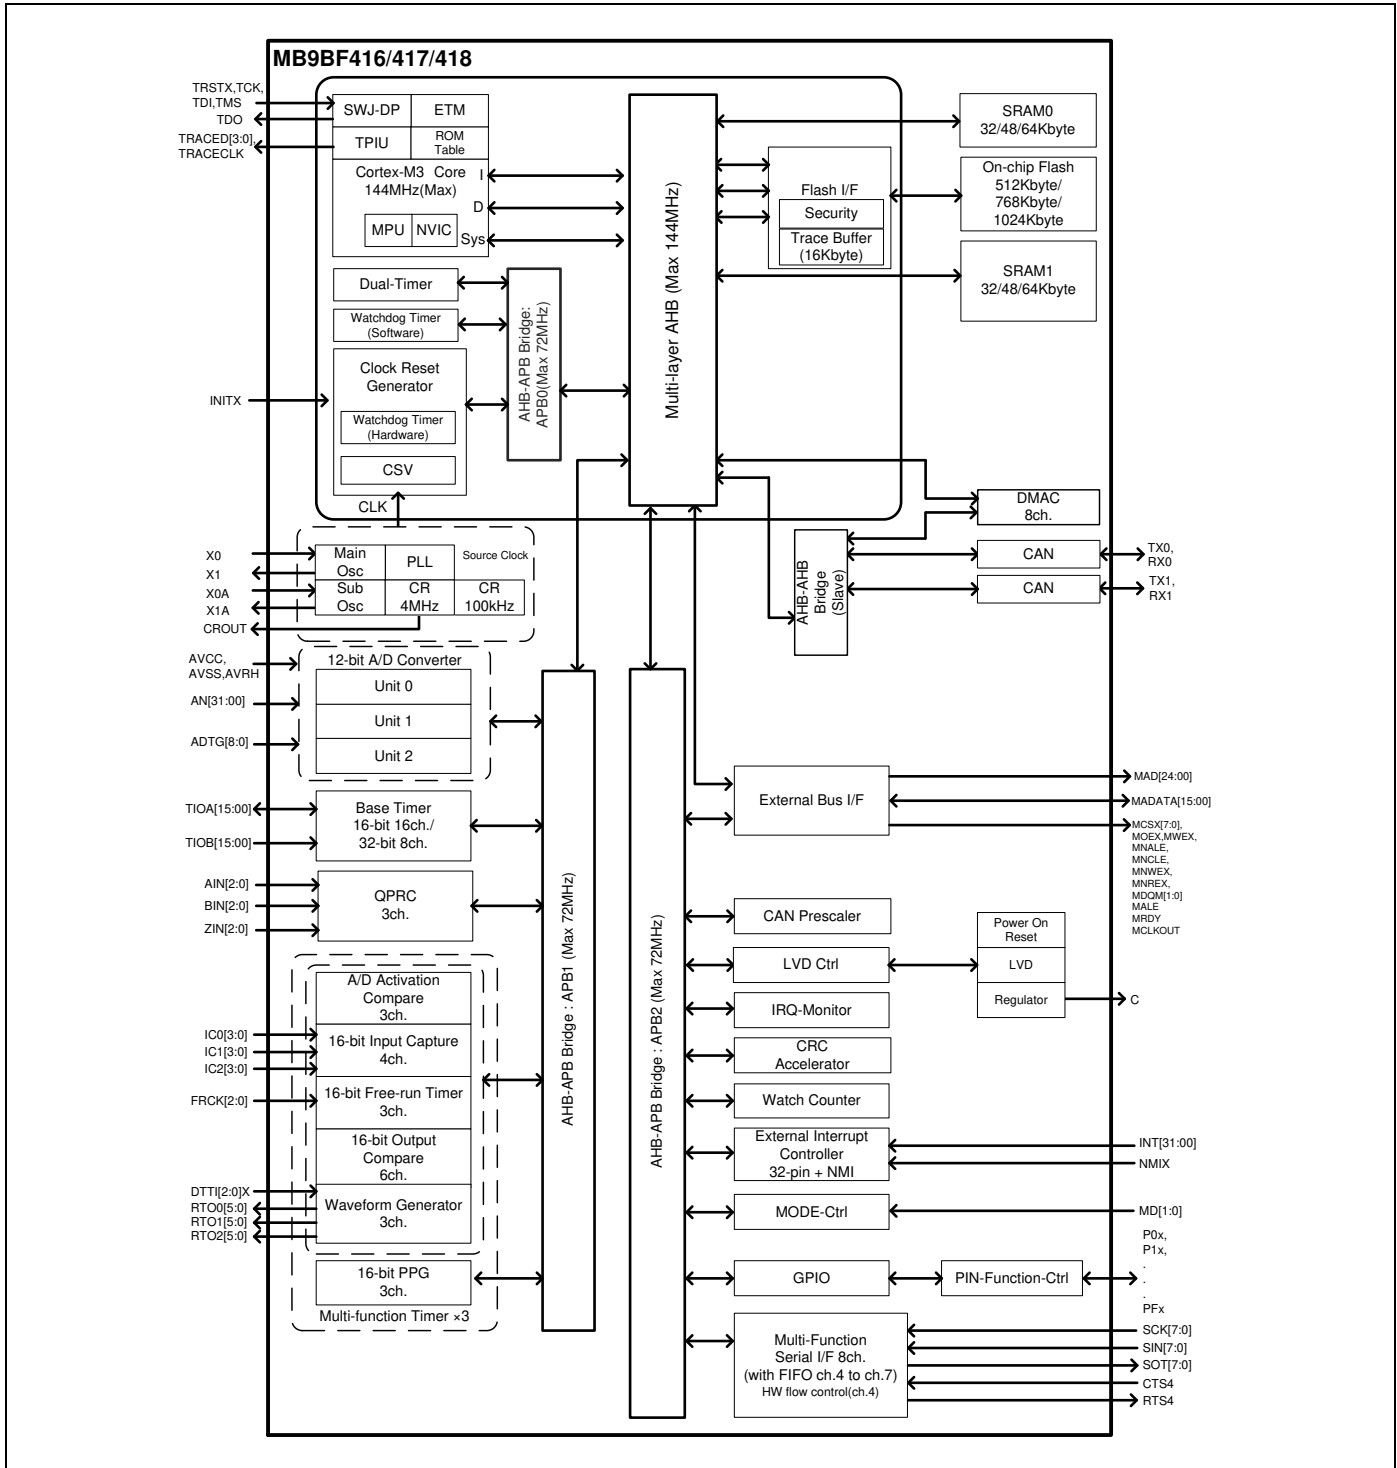 MB9BF416/417/418
TRSTX,TCK,
TDI,TMS
TDO
TRACED[3:0],
TRACECLK
SWJ-DP
ETM
TPIU
ROM
Table
Cortex-M3 Core
144MHz(Max)
I
D
Sys
MPU
NVIC
Dual-Timer
Watchdog Timer
(Software)
Clock Reset
Generator
Watchdog Timer
(Hardware)
CSV
CLK
INITX
AHB-APB Bridge:
APB0(Max 72MHz)
Multi-layer AHB (Max 144MHz)
Flash I/F
Security
Trace Buffer
(16Kbyte)
SRAM0
32/48/64Kbyte
On-chip Flash
512Kbyte/
768Kbyte/
1024Kbyte
SRAM1
32/48/64Kbyte
DMAC
8ch.
CAN
CAN
TX0,
RX0
TX1,
RX1
AHB-AHB
Bridge
(Slave)
X0
X1
X0A
X1A
CROUT
Main
Osc
PLL
Source Clock
Sub
Osc
CR
4MHz
CR
100kHz
AVCC,
AVSS,AVRH
AN[31:00]
ADTG[8:0]
12-bit A/D Converter
Unit 0
Unit 1
Unit 2
TIOA[15:00]
TIOB[15:00]
Base Timer
16-bit 16ch./
32-bit 8ch.
AIN[2:0]
BIN[2:0]
ZIN[2:0]
QPRC
3ch.
A/D Activation
Compare
3ch.
IC0[3:0]
IC1[3:0]
IC2[3:0]
16-bit Input Capture
4ch.
FRCK[2:0]
16-bit Free-run Timer
3ch.
16-bit Output
Compare
6ch.
DTTI[2:0]X
RTO0[5:0]
RTO1[5:0]
RTO2[5:0]
Waveform Generator
3ch.
16-bit PPG
3ch.
Multi-function Timer ×3
AHB-APB Bridge : APB1 (Max 72MHz)
AHB-APB Bridge : APB2 (Max 72MHz)
External Bus I/F
MAD[24:00]
MADATA[15:00]
MCSX[7:0],
MOEX,MWEX,
MNALE,
MNCLE,
MNWEX,
MNREX,
MDQM[1:0]
MALE
MRDY
MCLKOUT
CAN Prescaler
LVD Ctrl
Power On
Reset
LVD
Regulator
C
IRQ-Monitor
CRC
Accelerator
Watch Counter
External Interrupt
Controller
32-pin + NMI
INT[31:00]
NMIX
MODE-Ctrl
MD[1:0]
GPIO
PIN-Function-Ctrl
P0x,
P1x,
.
.
.
PFx
Multi-Function
Serial I/F 8ch.
(with FIFO ch.4 to ch.7)
HW flow control(ch.4)
SCK[7:0]
SIN[7:0]
SOT[7:0]
CTS4
RTS4